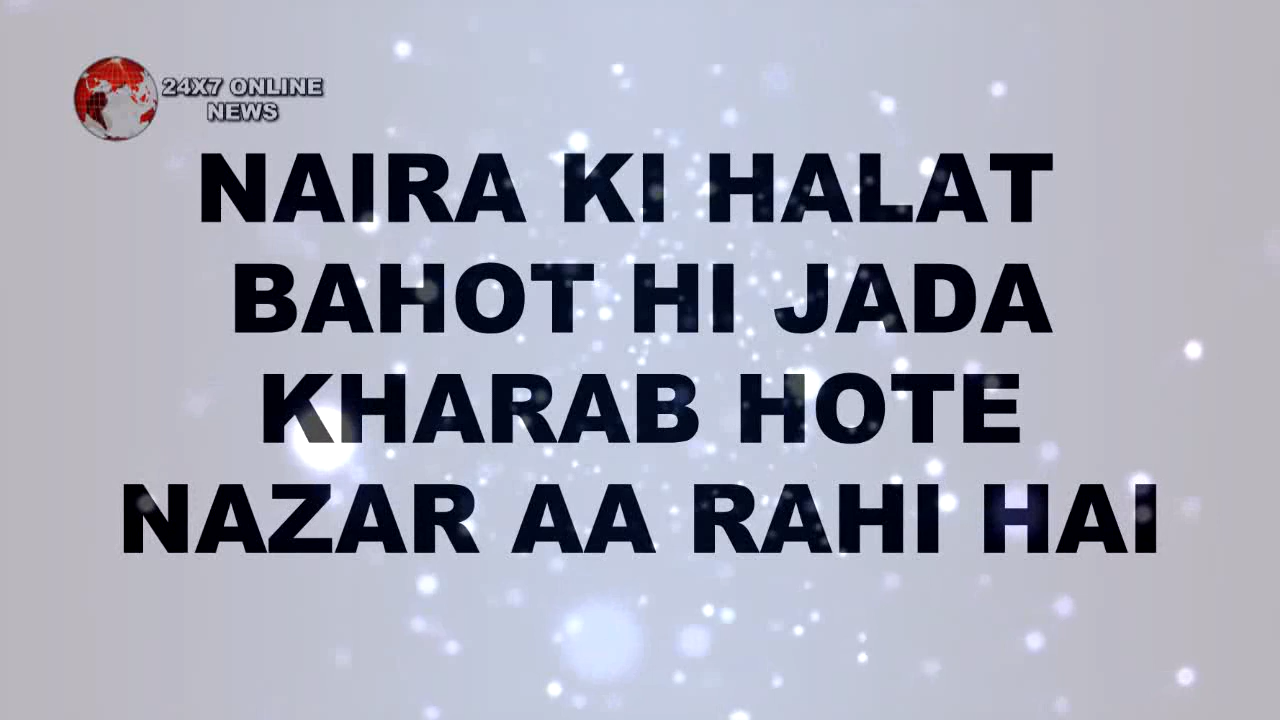 24X7 ONLINE
NEWS
NAIRA KI HALAT
BAHOT HI JADA
KHARAB HOTE
NAZAR AA RAHI HAI